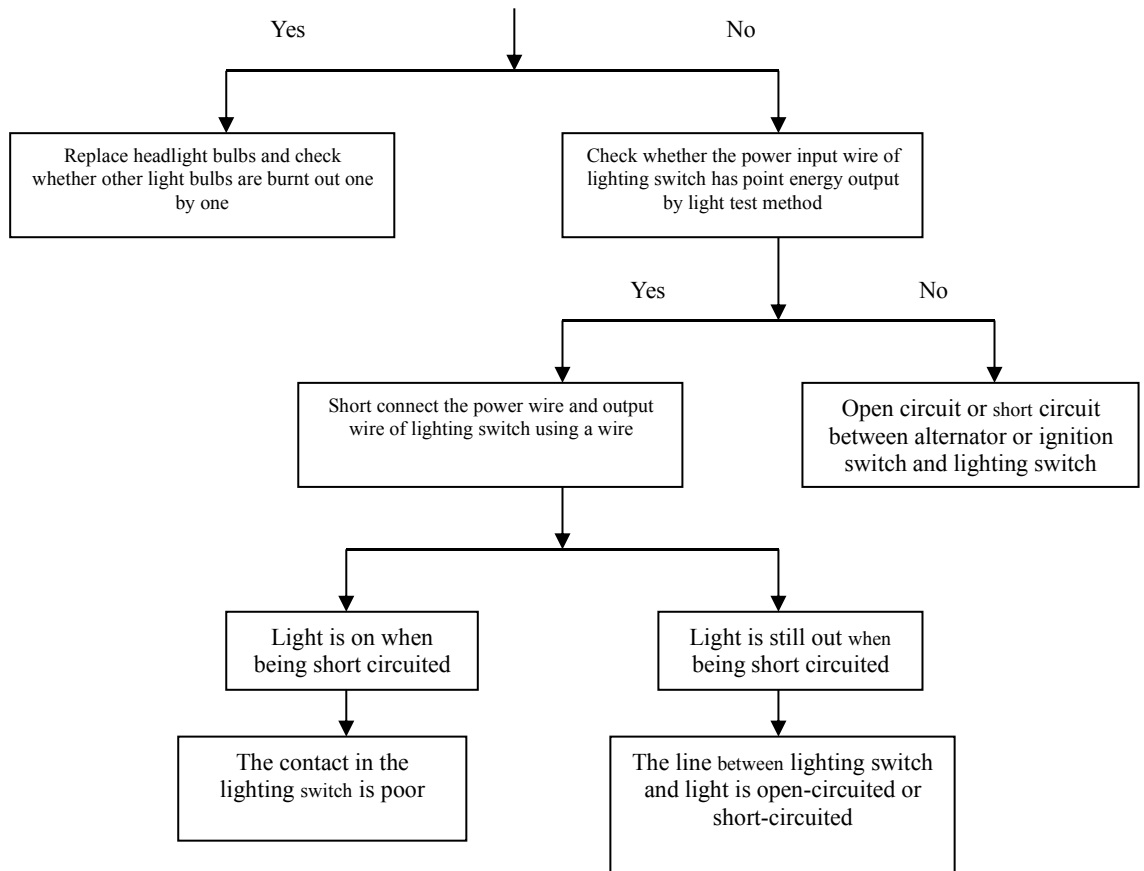 Yes
No
Replace headlight bulbs and check
whether other light bulbs are burnt out one
by one
Check whether the power input wire of
lighting switch has point energy output
by light test method
Yes
No
Short connect the power wire and output
wire of lighting switch using a wire
Open circuit or short circuit
between alternator or ignition
switch and lighting switch
Light is on when
being short circuited
Light is still out when
being short circuited
The contact in the
lighting switch is poor
The line between lighting switch
and light is open-circuited or
short-circuited